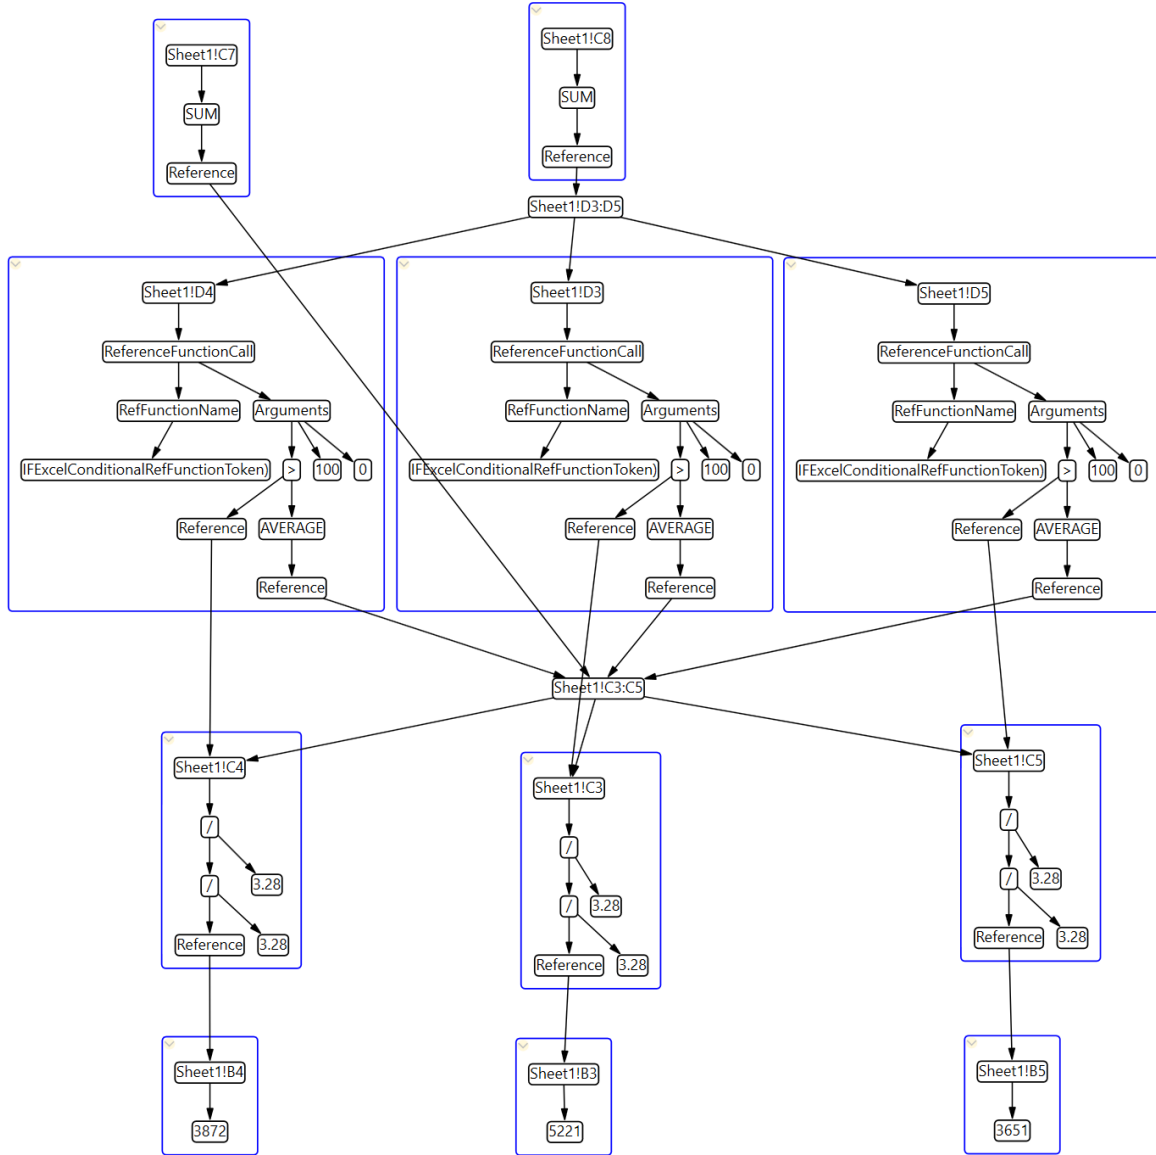 Sheet1!C7
SUM
Reference
Sheet1!C8
SUM
Reference
Sheet1!D3:D5
Sheet1!D4
ReferenceFunctionCall
RefFunctionName
Arguments
IFExcelConditionalRefFunctionToken)
>
100
0
Reference
AVERAGE
Reference
Sheet1!D3
ReferenceFunctionCall
RefFunctionName
Arguments
IFExcelConditionalRefFunctionToken)
>
100
0
Reference
AVERAGE
Reference
Sheet1!D5
ReferenceFunctionCall
RefFunctionName
Arguments
IFExcelConditionalRefFunctionToken)
>
100
0
Reference
AVERAGE
Reference
Sheet1!C3:C5
Sheet1!C4
/
3.28
/
Reference
3.28
Sheet1!C3
/
3.28
/
Reference
3.28
Sheet1!C5
/
3.28
/
Reference
3.28
Sheet1!B4
3872
Sheet1!B3
5221
Sheet1!B5
3651